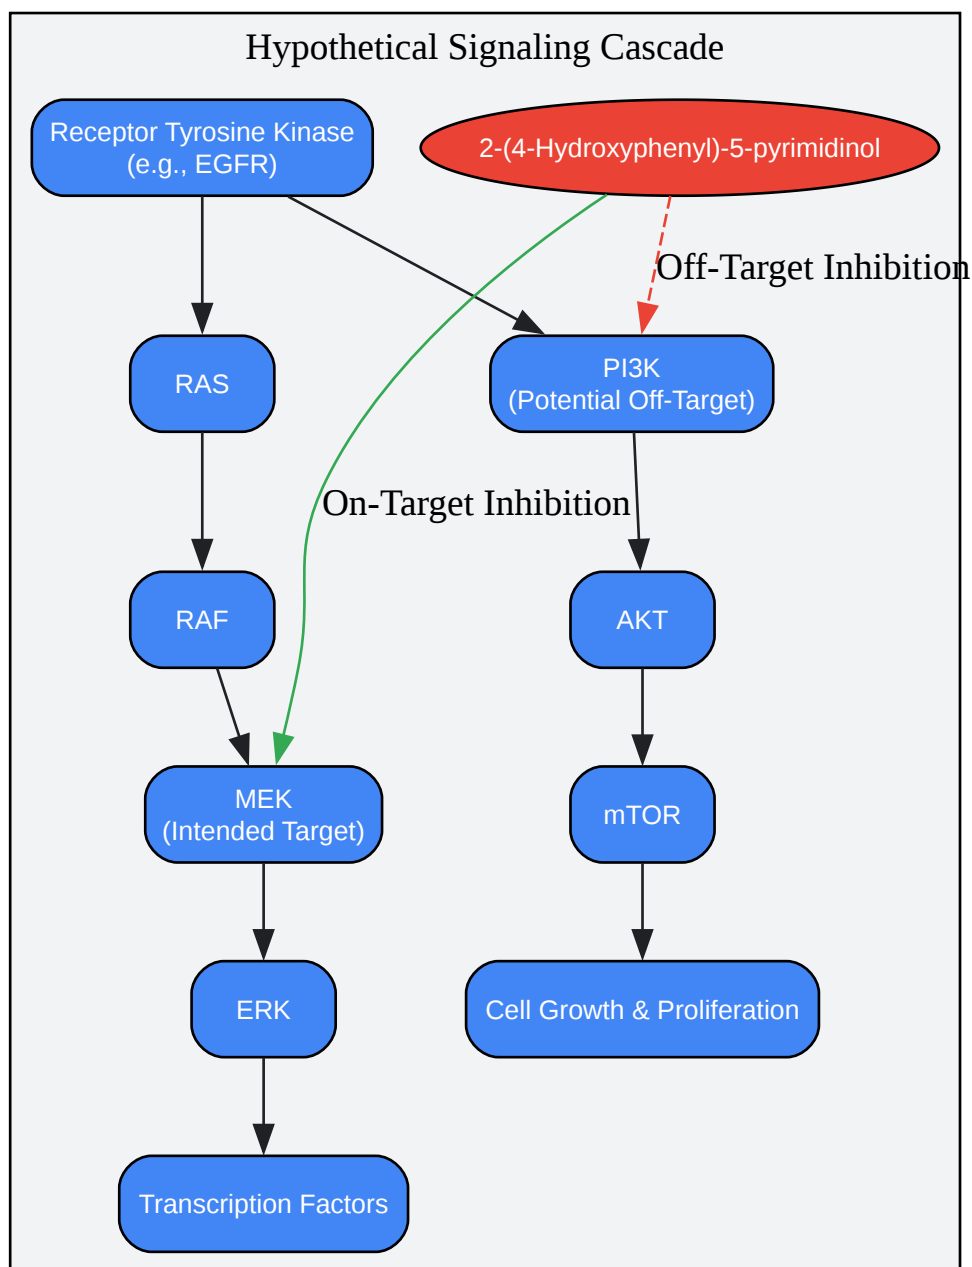 Hypothetical Signaling Cascade
Receptor Tyrosine Kinase
(e.g., EGFR)
2-(4-Hydroxyphenyl)-5-pyrimidinol
Off-Target Inhibition
RAS
PI3K
(Potential Off-Target)
On-Target Inhibition
RAF
AKT
MEK
(Intended Target)
mTOR
ERK
Cell Growth & Proliferation
Transcription Factors